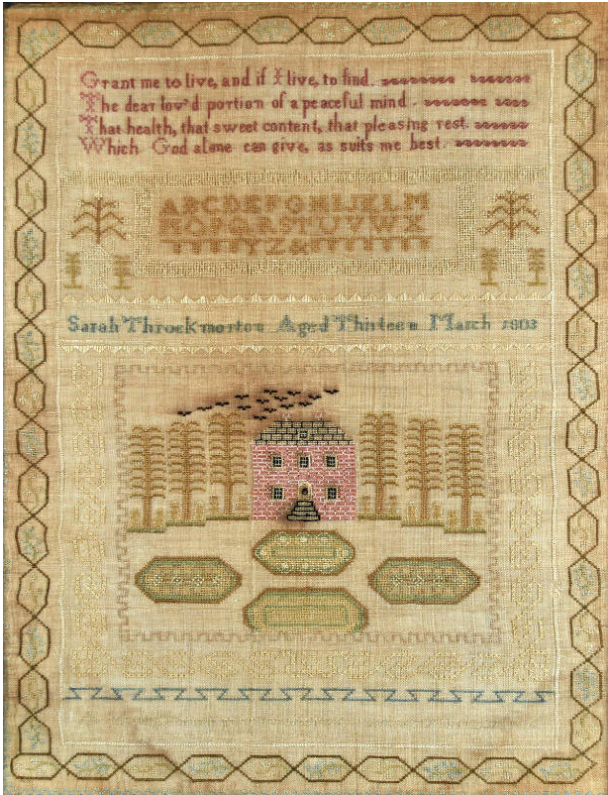 Grant me to live, and if I live, to find.
The dear lov'd portion of a peaceful mind.
That health, that sweet content, that pleasing rest.
Which God alone can give, as suits me best.
ABCDEFGHIJKLM
NOPQRSTUVWX
YZ&
Sarah Throckmorton Aged Thirteen March 1803